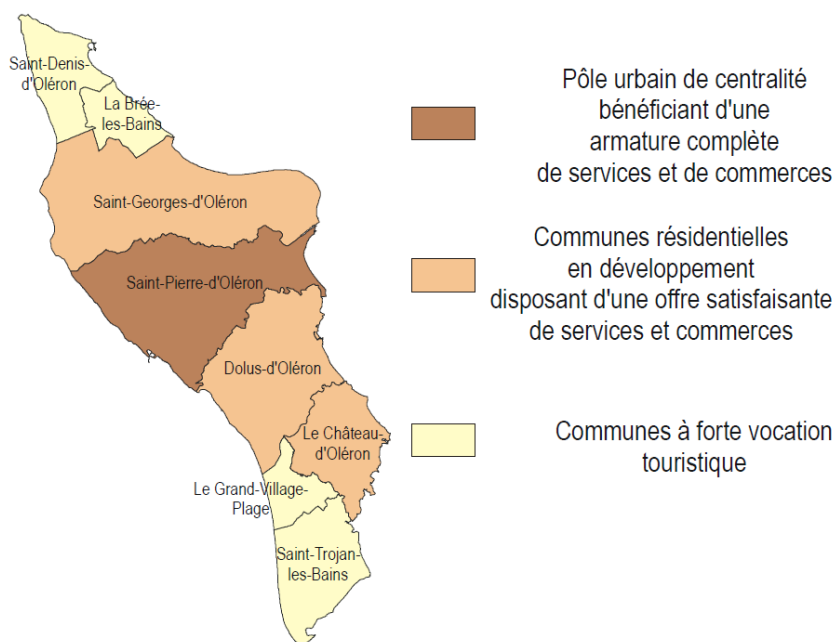 Saint-Denis-
d'Oléron
La Brée-
les-Bains
Saint-Georges-d'Oléron
Saint-Pierre-d'Oléron
Dolus-d'Oléron
Le Château-
d'Oléron
Le Grand-Village-
Plage
Saint-Trojan-
les-Bains
Pôle urbain de centralité
bénéficiant d'une
armature complète
de services et de commerces
Communes résidentielles
en développement
disposant d'une offre satisfaisante
de services et commerces
Communes à forte vocation
touristique